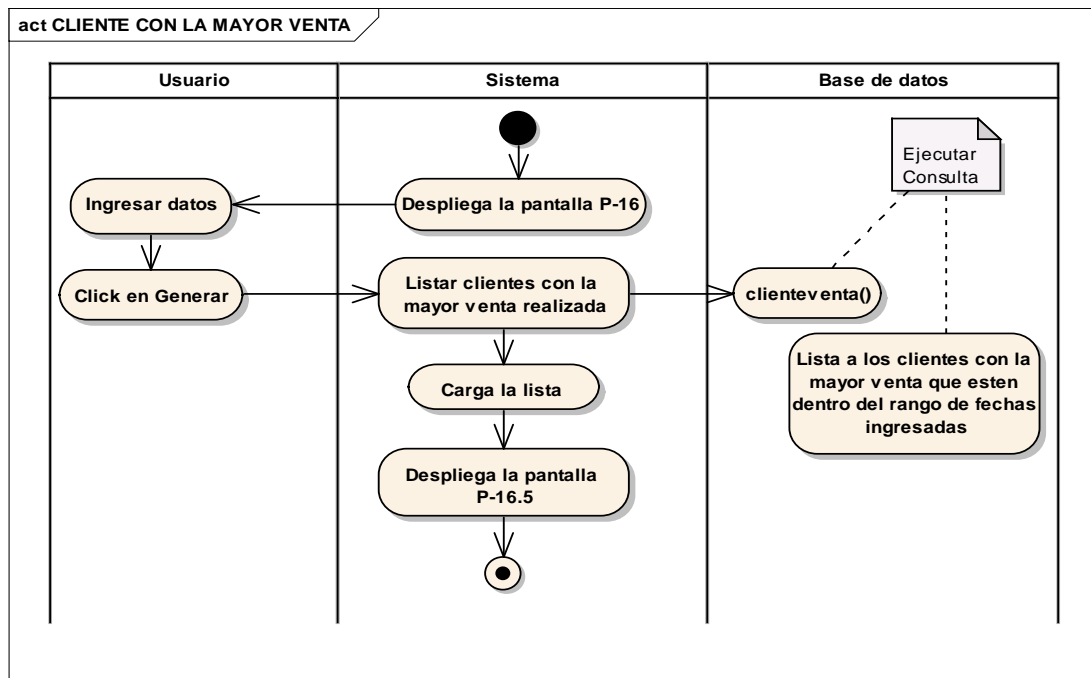 act CLIENTE CON LA MAYOR VENTA
Usuario
Sistema
Base de datos
Ejecutar
Consulta
Ingresar datos
Despliega la pantalla P-16
Click en Generar
Listar clientes con la
mayor venta realizada
clienteventa()
Carga la lista
Lista a los clientes con la
mayor venta que esten
dentro del rango de fechas
ingresadas
Despliega la pantalla
P-16.5